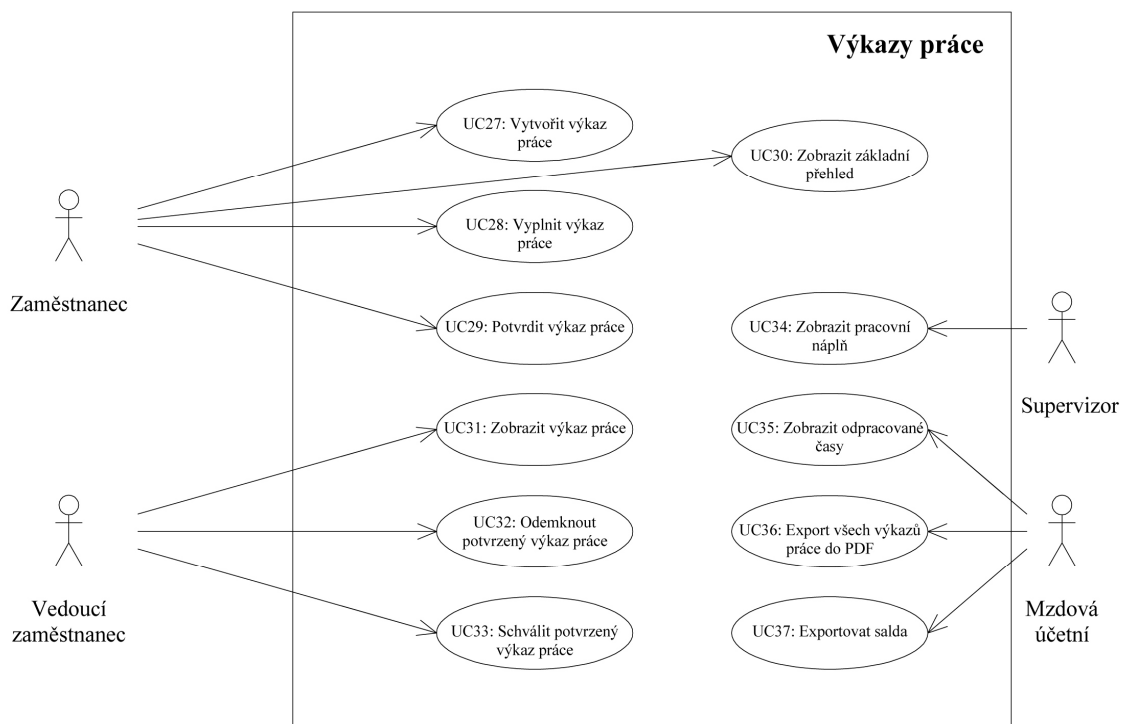 Výkazy práce
UC27: Vytvořit výkaz
práce
UC30: Zobrazit základní
přehled
UC28: Vyplnit výkaz
práce
Zaměstnanec
UC29: Potvrdit výkaz práce
UC34: Zobrazit pracovní
náplň
Supervizor
UC31: Zobrazit výkaz práce
UC35: Zobrazit odpracované
časy
UC32: Odemknout
potvrzený výkaz práce
UC36: Export všech výkazů
práce do PDF
Vedoucí
zaměstnanec
Mzdová
účetní
UC33: Schválit potvrzený
výkaz práce
UC37: Exportovat salda